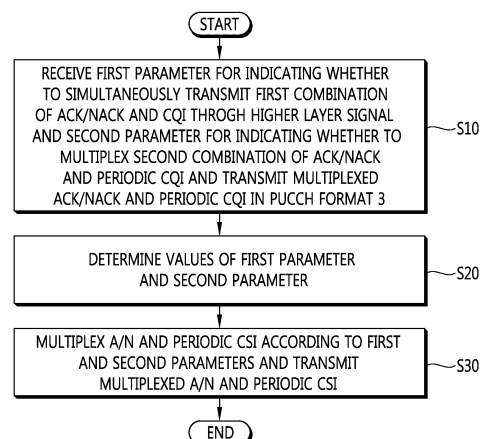 START
RECEIVE FIRST PARAMETER FOR INDICATING WHETHER
TO SIMULTANEOUSLY TRANSMIT FIRST COMBINATION
OF ACK/NACK AND CQI THROGH HIGHER LAYER SIGNAL
AND SECOND PARAMETER FOR INDICATING WHETHER TO
MULTIPLEX SECOND COMBINATION OF ACK/NACK
AND PERIODIC CQI AND TRANSMIT MULTIPLEXED
ACK/NACK AND PERIODIC CQI IN PUCCH FORMAT 3
S10
DETERMINE VALUES OF FIRST PARAMETER
AND SECOND PARAMETER
S20
MULTIPLEX A/N AND PERIODIC CSI ACCORDING TO FIRST
AND SECOND PARAMETERS AND TRANSMIT
MULTIPLEXED A/N AND PERIODIC CSI
S30
END